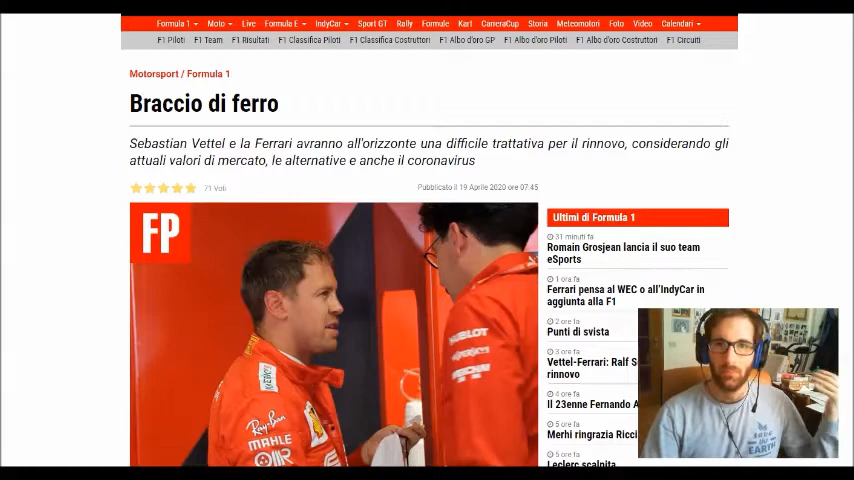 Formula 1 Moto Live Formula E IndyCar Sport GT Rally Formule Kart CarreraCup Storia Meteomotori Foto Video Calendari
F1 Piloti F1 Team F1 Risultati F1 Classifica Piloti F1 Classifica Costruttori F1 Albo d'oro GP F1 Albo d'oro Piloti F1 Albo d'oro Costruttori F1 Circuiti
Motorsport / Formula 1
Braccio di ferro
Sebastian Vettel e la Ferrari avranno all'orizzonte una difficile trattativa per il rinnovo, considerando gli
attuali valori di mercato, le alternative e anche il coronavirus
71 Voti
Pubblicato il 19 Aprile 2020 ore 07:45
FP
Ray-Ban
MAHLE
HUBLOT
Ultimi di Formula 1
31 minuti fa
Romain Grosjean lancia il suo team
eSports
1 ora fa
Ferrari pensa al WEC o all'IndyCar in
aggiunta alla F1
2 ore fa
Punti di svista
3 ore fa
Vettel-Ferrari: Ralf
rinnovo
4 ore fa
Il 23enne Fernando A
5 ore fa
Merhi ringrazia Ricci
5 ore fa
Leclerc scalpita
EARTH